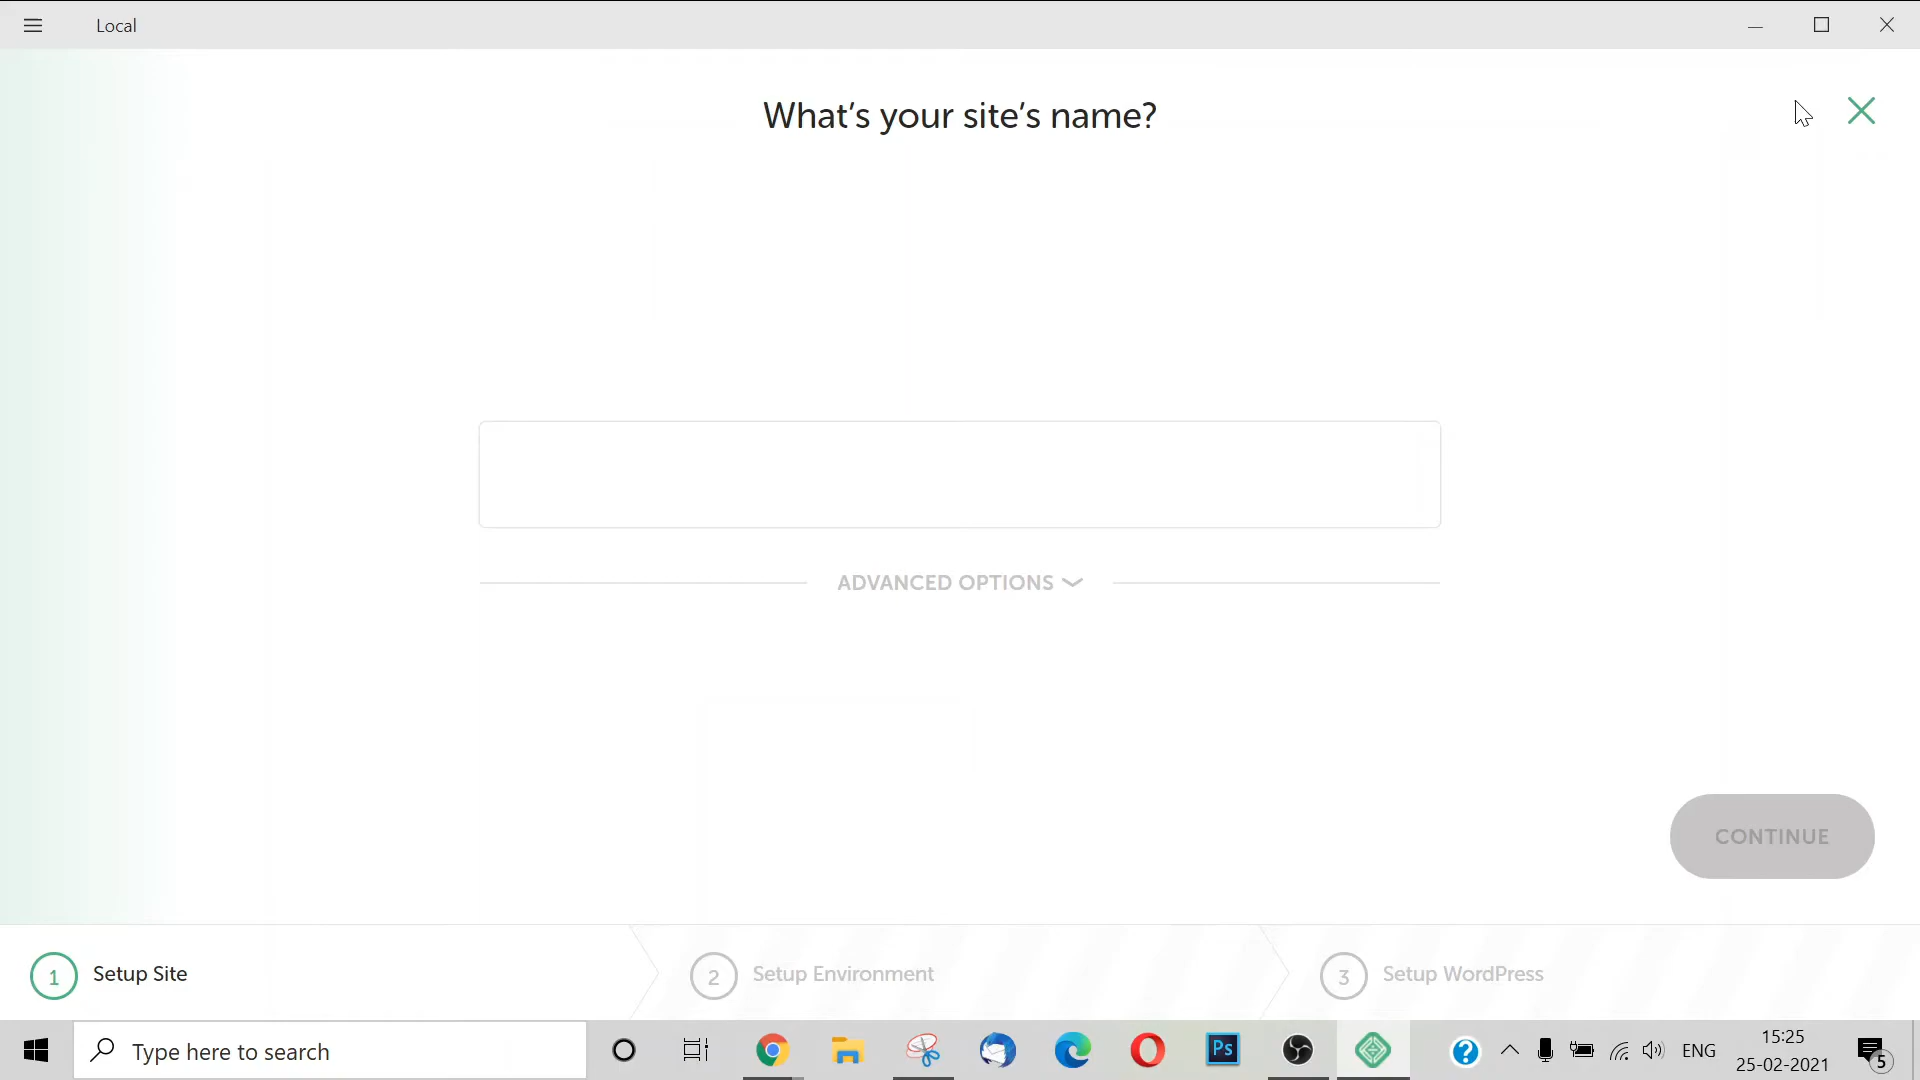 Local
What's your site's name?
ADVANCED OPTIONS
CONTINUE
1 Setup Site
2 Setup Environment
3 Setup WordPress
Type here to search
Ps
?
ENG
15:25
25-02-2021
5